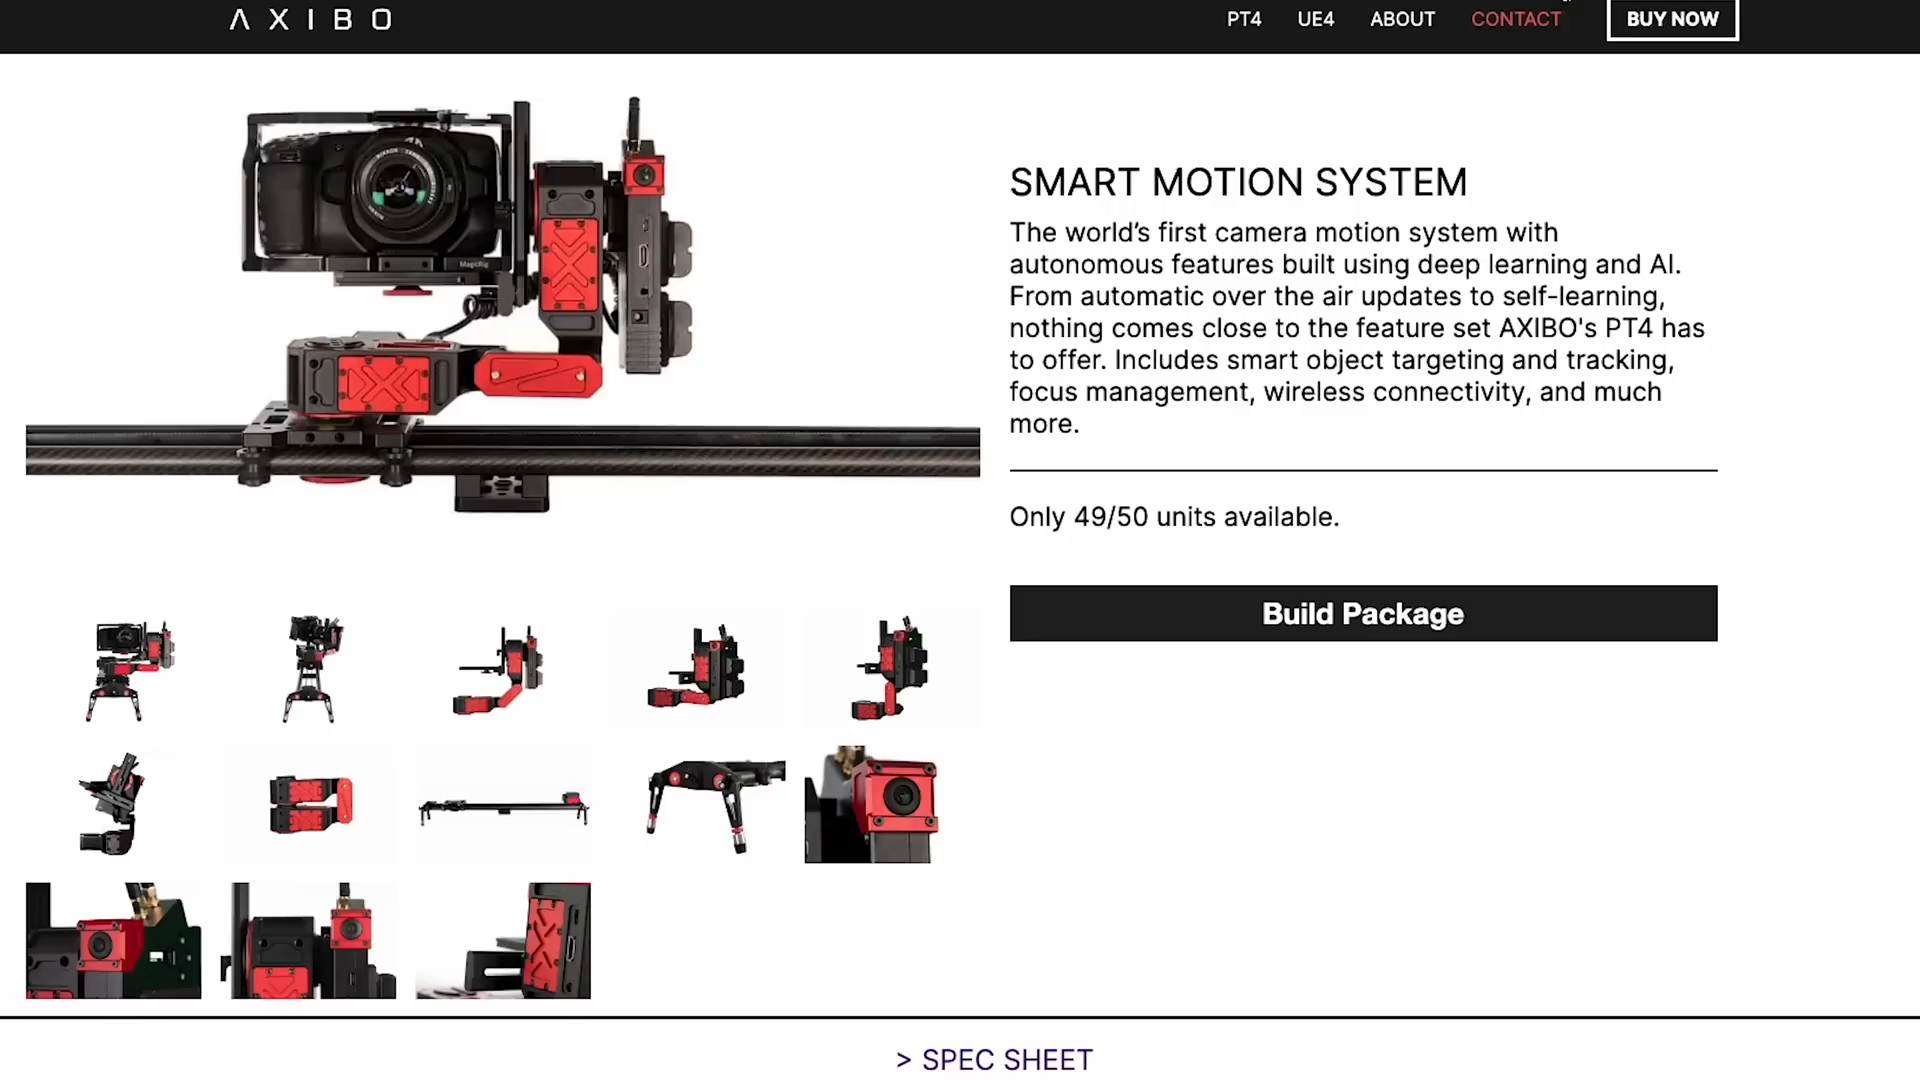 AXIBO
PT4 UE4 ABOUT CONTACT BUY NOW
SMART MOTION SYSTEM
The world's first camera motion system with
autonomous features built using deep learning and AI.
From automatic over the air updates to self-learning,
nothing comes close to the feature set AXIBO's PT4 has
to offer. Includes smart object targeting and tracking,
focus management, wireless connectivity, and much
more.
Only 49/50 units available.
Build Package
MagicRig
> SPEC SHEET